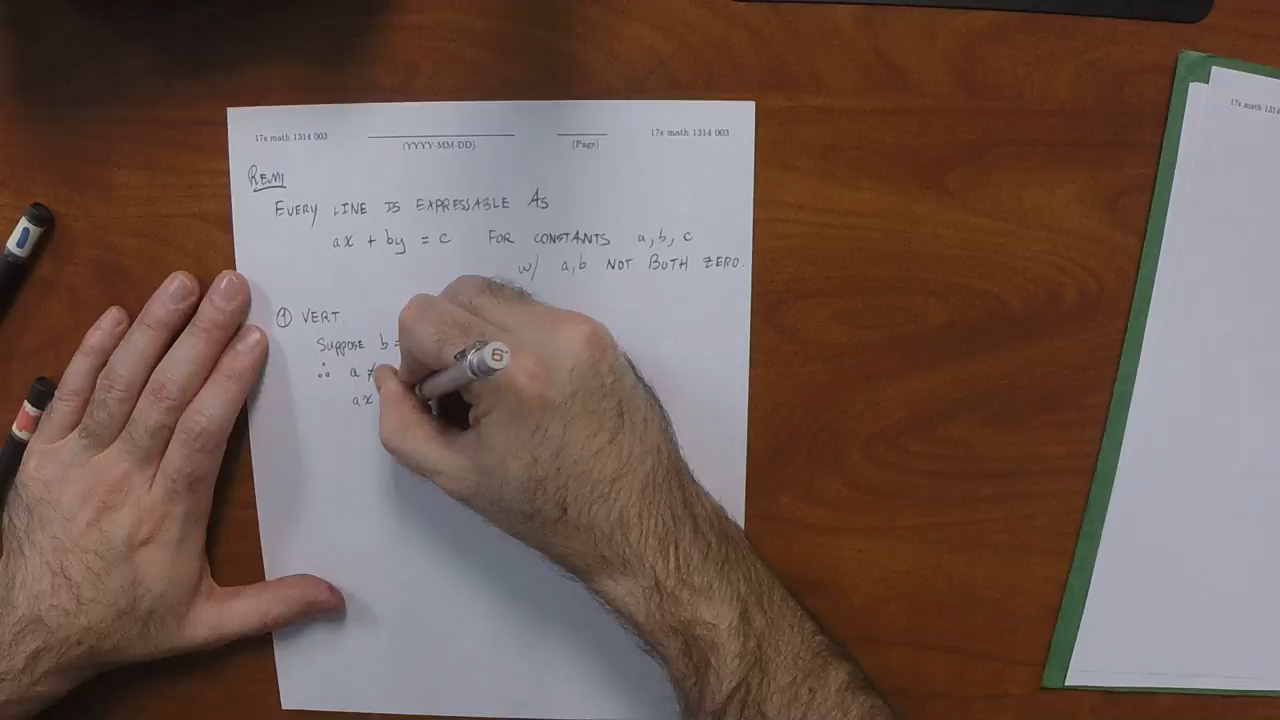 17s math 1314 003 (YYYY-MM-DD) (Page) 17s math 1314 003
REM
EVERY LINE IS EXPRESSABLE AS
ax + by = c FOR CONSTANTS a, b, c
w/ a, b NOT BOTH ZERO.
① VERT.
SUPPOSE b =
∴ a ≠
ax
17s math 1314